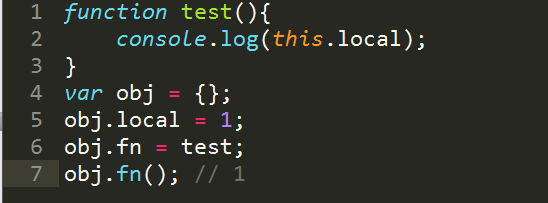 1 function test(){
2     console.log(this.local);
3 }
4 var obj = {};
5 obj.local = 1;
6 obj.fn = test;
7 obj.fn(); // 1